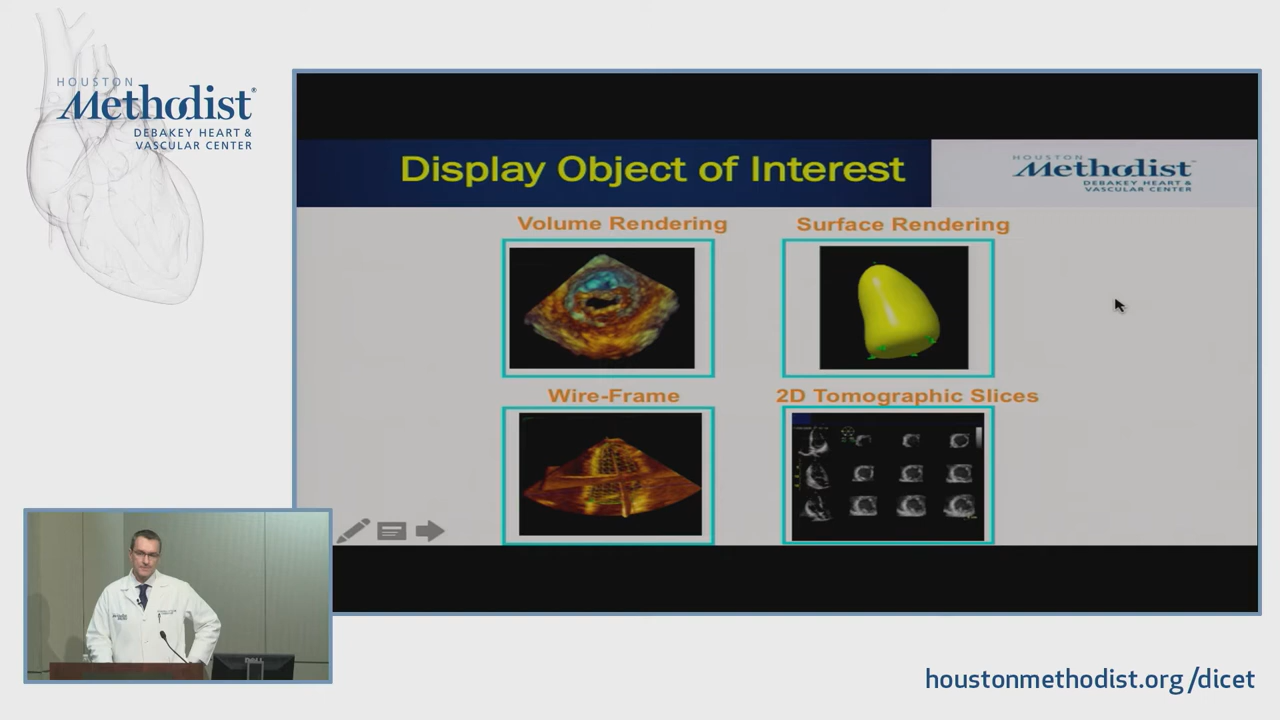 HOUSTON
Methodist®
DEBAKEY HEART &
VASCULAR CENTER
Display Object of Interest
HOUSTON
Methodist
DEBAKEY HEART &
VASCULAR CENTER
Volume Rendering
Surface Rendering
Wire-Frame
2D Tomographic Slices
houstonmethodist.org/dicet